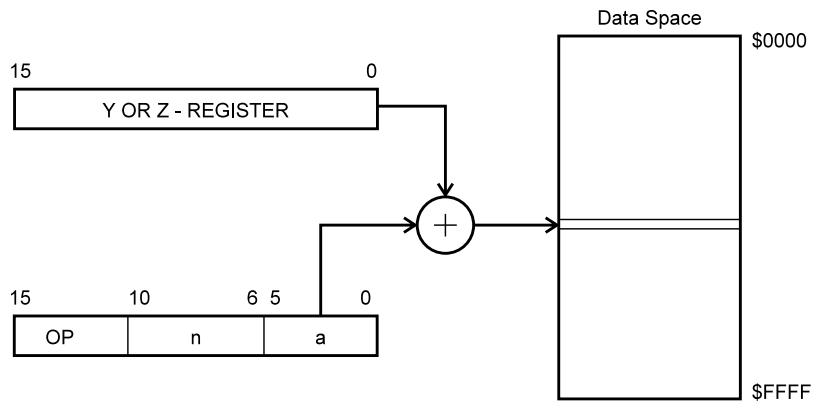 Data Space
$0000
15 0
Y OR Z - REGISTER
+
15 10 6 5 0
OP n a
$FFFF